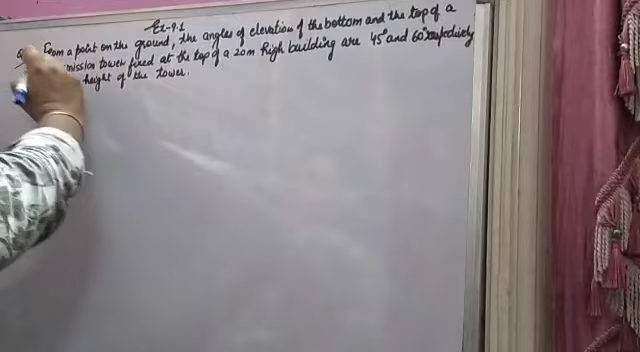 Ex-9.1
From a point on the ground, the angles of elevation of the bottom and the top of a
mission tower fixed at the top of a 20m high building are 45° and 60° respectively
height of the tower.